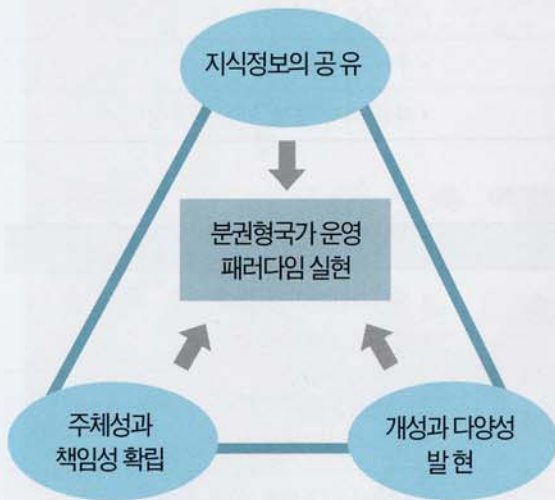 지식정보의 공 유
분권형국가 운영
패러다임 실현
주체성과
책임성 확립
개성과 다양성
발 현